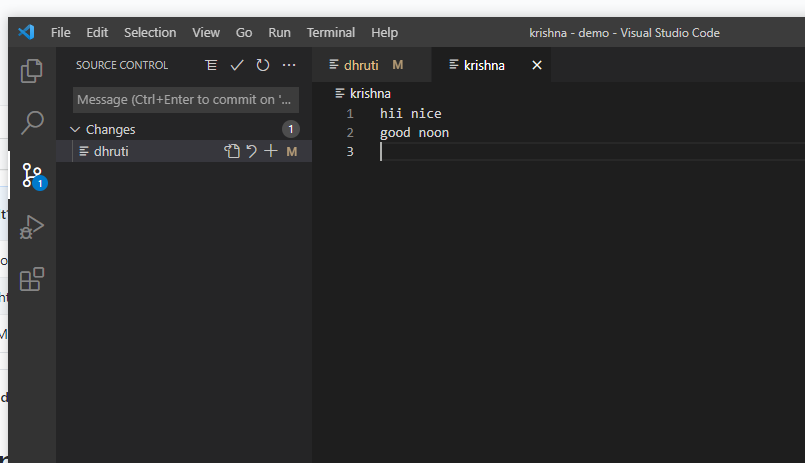 File Edit Selection View Go Run Terminal Help krishna - demo - Visual Studio Code
SOURCE CONTROL
Message (Ctrl+Enter to commit on '...
Changes 1
dhruti M
1
dhruti M krishna
krishna
1 hii nice
2 good noon
3